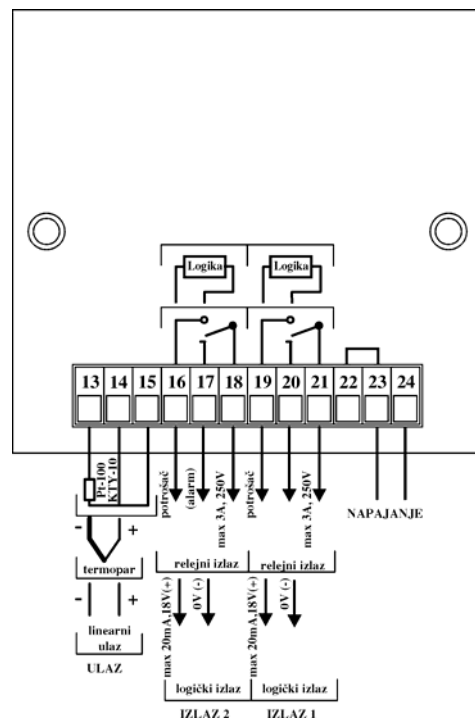 Logika Logika
13 14 15 16 17 18 19 20 21 22 23 24
Pt-100
KTY-10
potrošač
(alarm)
max 3A, 250V
potrošač
max 3A, 250V
NAPAJANJE
- +
termopar
relejni izlaz relejni izlaz
- +
max 20mA,18V(+)
0V (-)
max 20mA,18V(+)
0V (-)
linearni
ulaz
ULAZ
logički izlaz logički izlaz
IZLAZ 2 IZLAZ 1